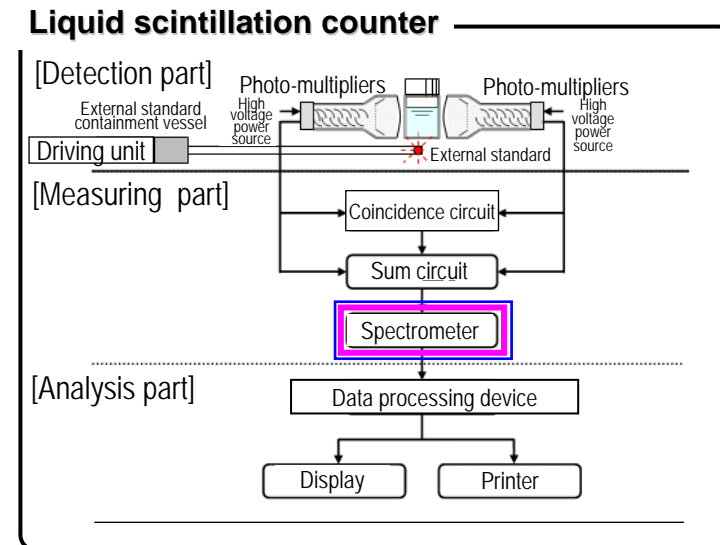 Liquid scintillation counter
[Detection part]
Photo-multipliers
Photo-multipliers
High
voltage
power
source
High
voltage
power
source
External standard
containment vessel
Driving unit
External standard
[Measuring part]
Coincidence circuit
Sum circuit
Spectrometer
[Analysis part]
Data processing device
Display
Printer